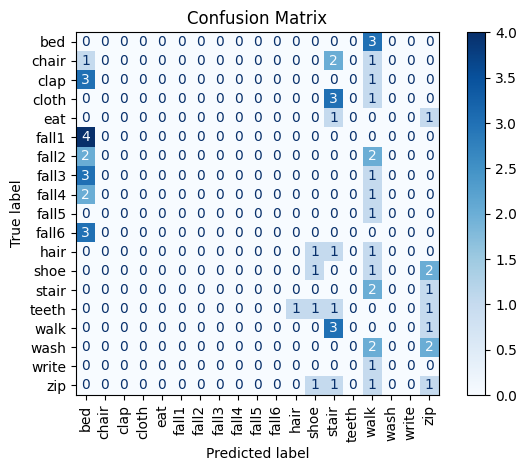 Confusion Matrix
bed 0 0 0 0 0 0 0 0 0 0 0 0 0 0 0 3 0 0 0
chair 1 0 0 0 0 0 0 0 0 0 0 0 0 2 0 1 0 0 0
clap 3 0 0 0 0 0 0 0 0 0 0 0 0 0 0 1 0 0 0
cloth 0 0 0 0 0 0 0 0 0 0 0 0 0 3 0 1 0 0 0
eat 0 0 0 0 0 0 0 0 0 0 0 0 0 1 0 0 0 0 1
fall1 4 0 0 0 0 0 0 0 0 0 0 0 0 0 0 0 0 0 0
fall2 2 0 0 0 0 0 0 0 0 0 0 0 0 0 0 2 0 0 0
fall3 3 0 0 0 0 0 0 0 0 0 0 0 0 0 0 1 0 0 0
fall4 2 0 0 0 0 0 0 0 0 0 0 0 0 0 0 1 0 0 0
fall5 0 0 0 0 0 0 0 0 0 0 0 0 0 0 0 1 0 0 0
fall6 3 0 0 0 0 0 0 0 0 0 0 0 0 0 0 0 0 0 0
hair 0 0 0 0 0 0 0 0 0 0 0 0 1 1 0 1 0 0 0
shoe 0 0 0 0 0 0 0 0 0 0 0 0 1 0 0 1 0 0 2
stair 0 0 0 0 0 0 0 0 0 0 0 0 0 0 0 2 0 0 1
teeth 0 0 0 0 0 0 0 0 0 0 0 1 1 1 0 0 0 0 1
walk 0 0 0 0 0 0 0 0 0 0 0 0 0 3 0 0 0 0 1
wash 0 0 0 0 0 0 0 0 0 0 0 0 0 0 0 2 0 0 2
write 0 0 0 0 0 0 0 0 0 0 0 0 0 0 0 1 0 0 0
zip 0 0 0 0 0 0 0 0 0 0 0 0 1 1 0 1 0 0 1
True label
bed chair clap cloth eat fall1 fall2 fall3 fall4 fall5 fall6 hair shoe stair teeth walk wash write zip
Predicted label
4.0
3.5
3.0
2.5
2.0
1.5
1.0
0.5
0.0